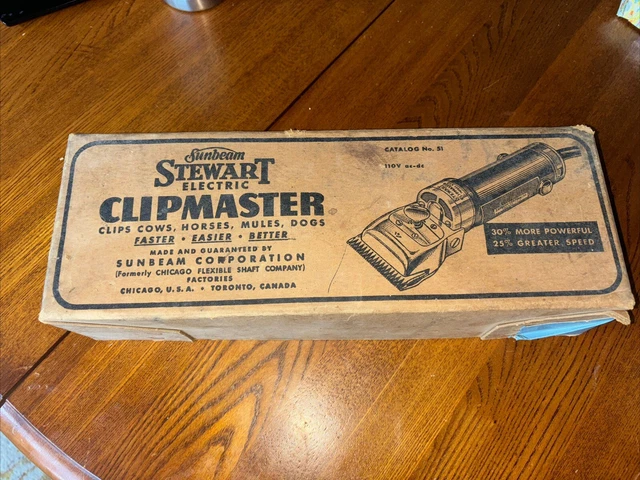 Sunbeam
STEWART
ELECTRIC
CLIPMASTER
CLIPS COWS, HORSES, MULES, DOGS
FASTER • EASIER • BETTER
MADE AND GUARANTEED BY
SUNBEAM CORPORATION
(Formerly CHICAGO FLEXIBLE SHAFT COMPANY)
FACTORIES
CHICAGO, U.S.A. • TORONTO, CANADA
CATALOG No. 51
110V ac-dc
30% MORE POWERFUL
25% GREATER SPEED